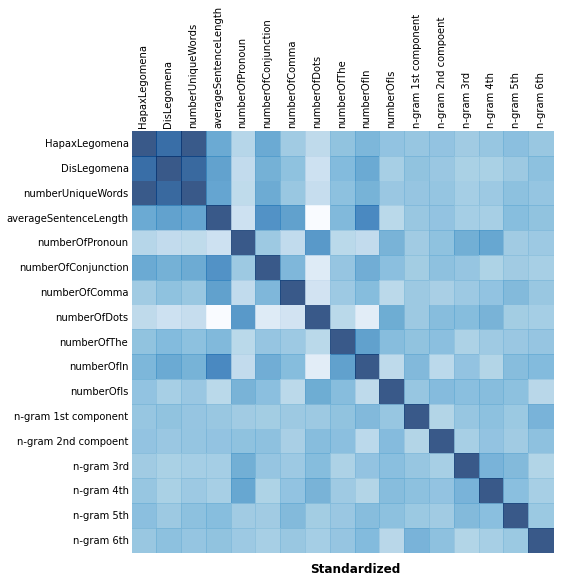 HapaxLegomena
DisLegomena
numberUniqueWords
averageSentenceLength
numberOfPronoun
numberOfConjunction
numberOfComma
numberOfDots
numberOfThe
numberOfIn
numberOfIs
n-gram 1st component
n-gram 2nd compoent
n-gram 3rd
n-gram 4th
n-gram 5th
n-gram 6th
HapaxLegomena
DisLegomena
numberUniqueWords
averageSentenceLength
numberOfPronoun
numberOfConjunction
numberOfComma
numberOfDots
numberOfThe
numberOfIn
numberOfIs
n-gram 1st component
n-gram 2nd compoent
n-gram 3rd
n-gram 4th
n-gram 5th
n-gram 6th
Standardized